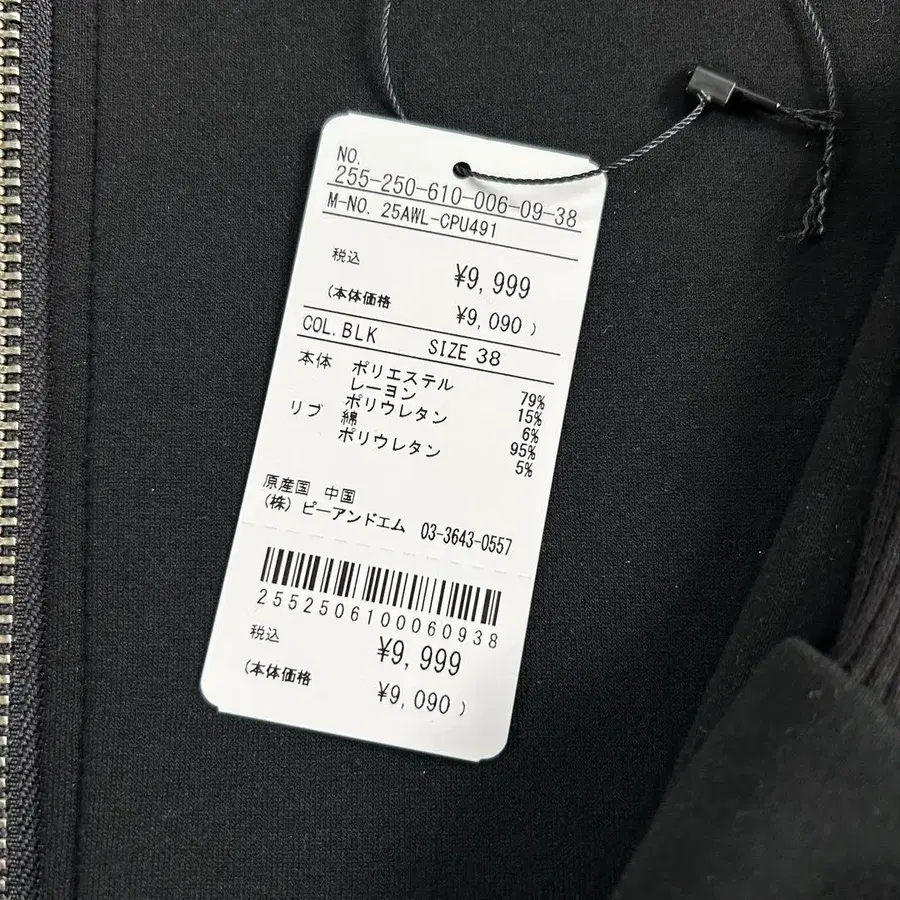 NO.
255-250-610-006-09-38
M-NO. 25AWL-CPU491
税込 ¥9,999
(本体価格 ¥9,090 )
COL. BLK SIZE 38
本体 ポリエステル 79%
レーヨン 15%
ポリウレタン 6%
リブ 綿 95%
ポリウレタン 5%
原産国 中国
(株) ピーアンドエム 03-3643-0557
2552506100060938
税込 ¥9,999
(本体価格 ¥9,090 )